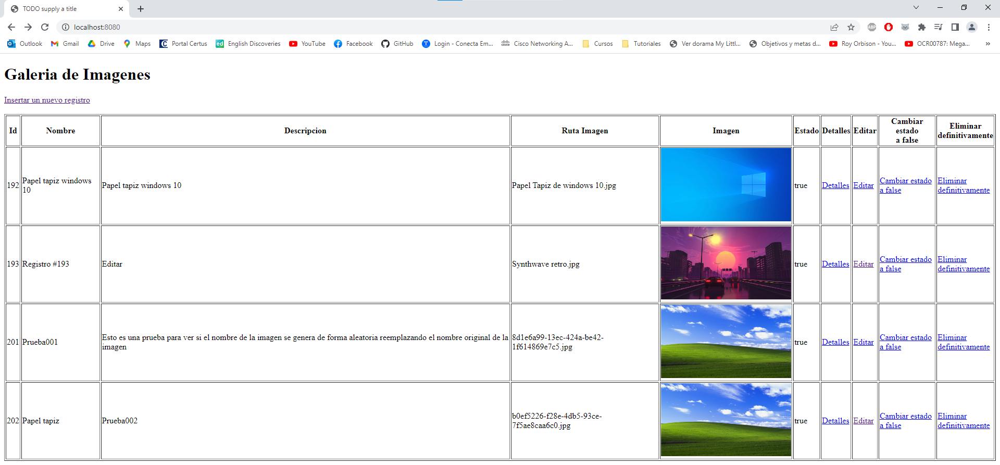 TODO supply a title
localhost:8080
ABP
Outlook
Gmail
Drive
Maps
Portal Certus
ed
English Discoveries
YouTube
Facebook
GitHub
Login - Conecta Em...
Cisco Networking A...
Cursos
Tutoriales
Ver dorama My Littl...
Objetivos y metas d...
Roy Orbison - You...
OCR00787: Mega...
Galeria de Imagenes
Insertar un nuevo registro
Id
Nombre
Descripcion
Ruta Imagen
Imagen
Estado
Detalles
Editar
Cambiar
estado
a false
Eliminar
definitivamente
192
Papel tapiz windows
10
Papel tapiz windows 10
Papel Tapiz de windows 10.jpg
true
Detalles
Editar
Cambiar estado
a false
Eliminar
definitivamente
193
Registro #193
Editar
Synthwave retro.jpg
true
Detalles
Editar
Cambiar estado
a false
Eliminar
definitivamente
201
Prueba001
Esto es una prueba para ver si el nombre de la imagen se genera de forma aleatoria reemplazando el nombre original de la
imagen
8d1e6a99-13ec-424a-be42-
1f614869e7c5.jpg
true
Detalles
Editar
Cambiar estado
a false
Eliminar
definitivamente
202
Papel tapiz
Prueba002
b0ef5226-f28e-4db5-93ce-
7f5ae8caa6c0.jpg
true
Detalles
Editar
Cambiar estado
a false
Eliminar
definitivamente